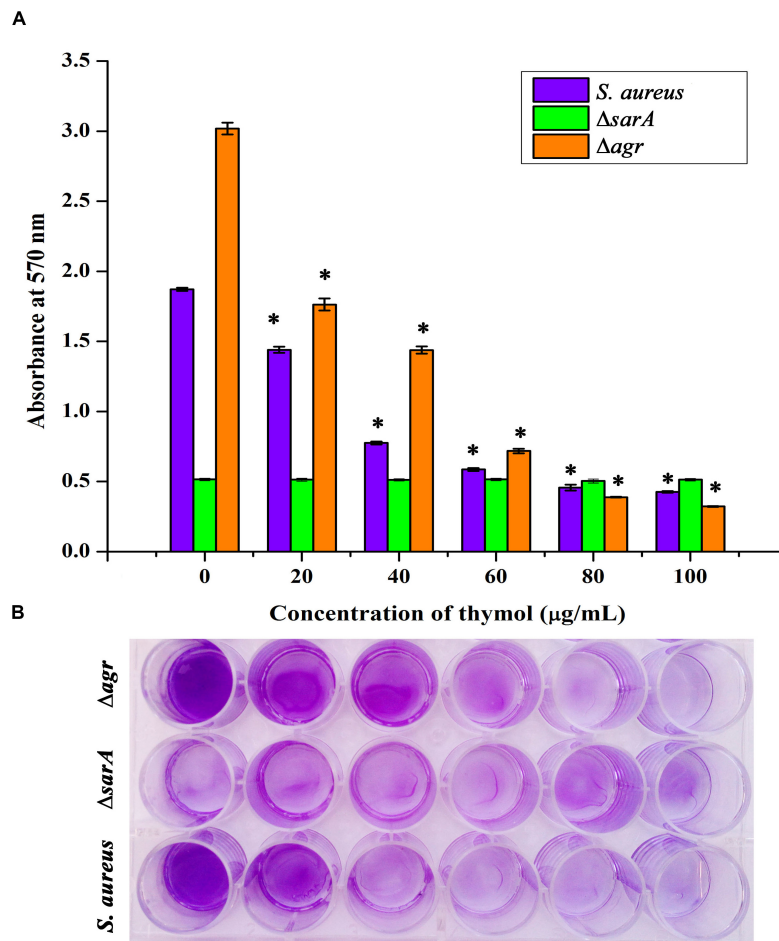 A
3.5
3.0
2.5
2.0
1.5
1.0
0.5
0.0
Absorbance at 570 nm
S. aureus
ΔsarA
Δagr
* * * * * * * * * *
0 20 40 60 80 100
Concentration of thymol (μg/mL)
B
Δagr
ΔsarA
S. aureus